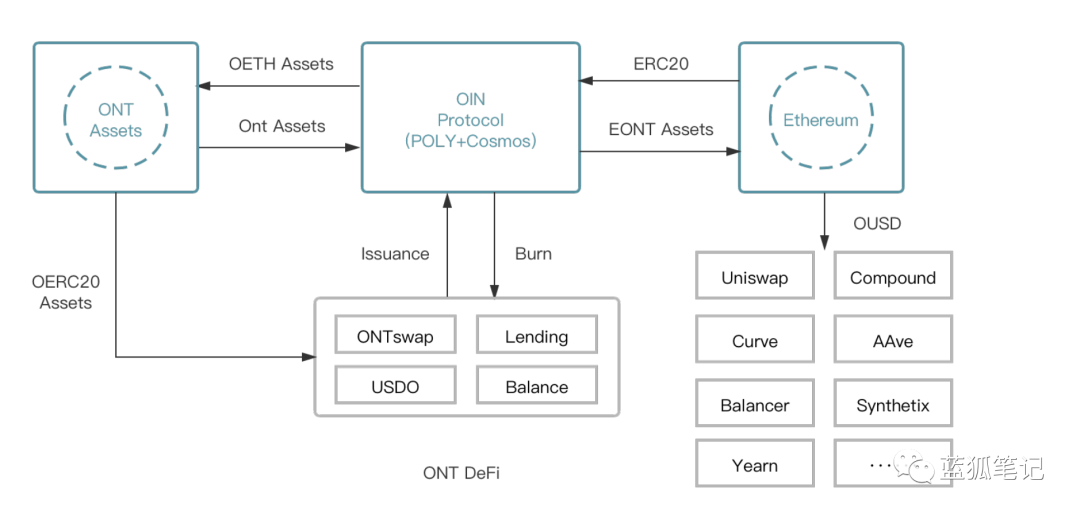 OETH Assets
ERC20
ONT
Assets
OIN
Protocol
(POLY+Cosmos)
Ethereum
Ont Assets
EONT Assets
OUSD
Issuance
Burn
OERC20
Assets
Uniswap
Compound
ONTswap
Lending
Curve
AAve
USDO
Balance
Balancer
Synthetix
Yearn
···
ONT DeFi
蓝狐笔记